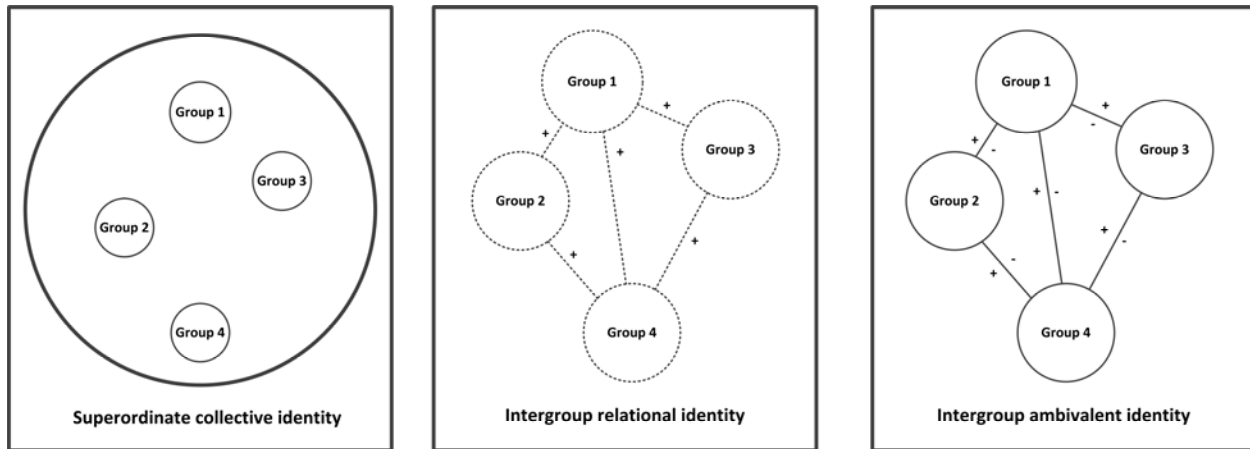 Group 1
Group 3
Group 2
Group 4
Superordinate collective identity
Group 1
+
+
+
Group 3
Group 2
+
+
Group 4
Intergroup relational identity
Group 1
+
-
+
-
Group 3
+ -
Group 2
+
-
-
+
Group 4
Intergroup ambivalent identity